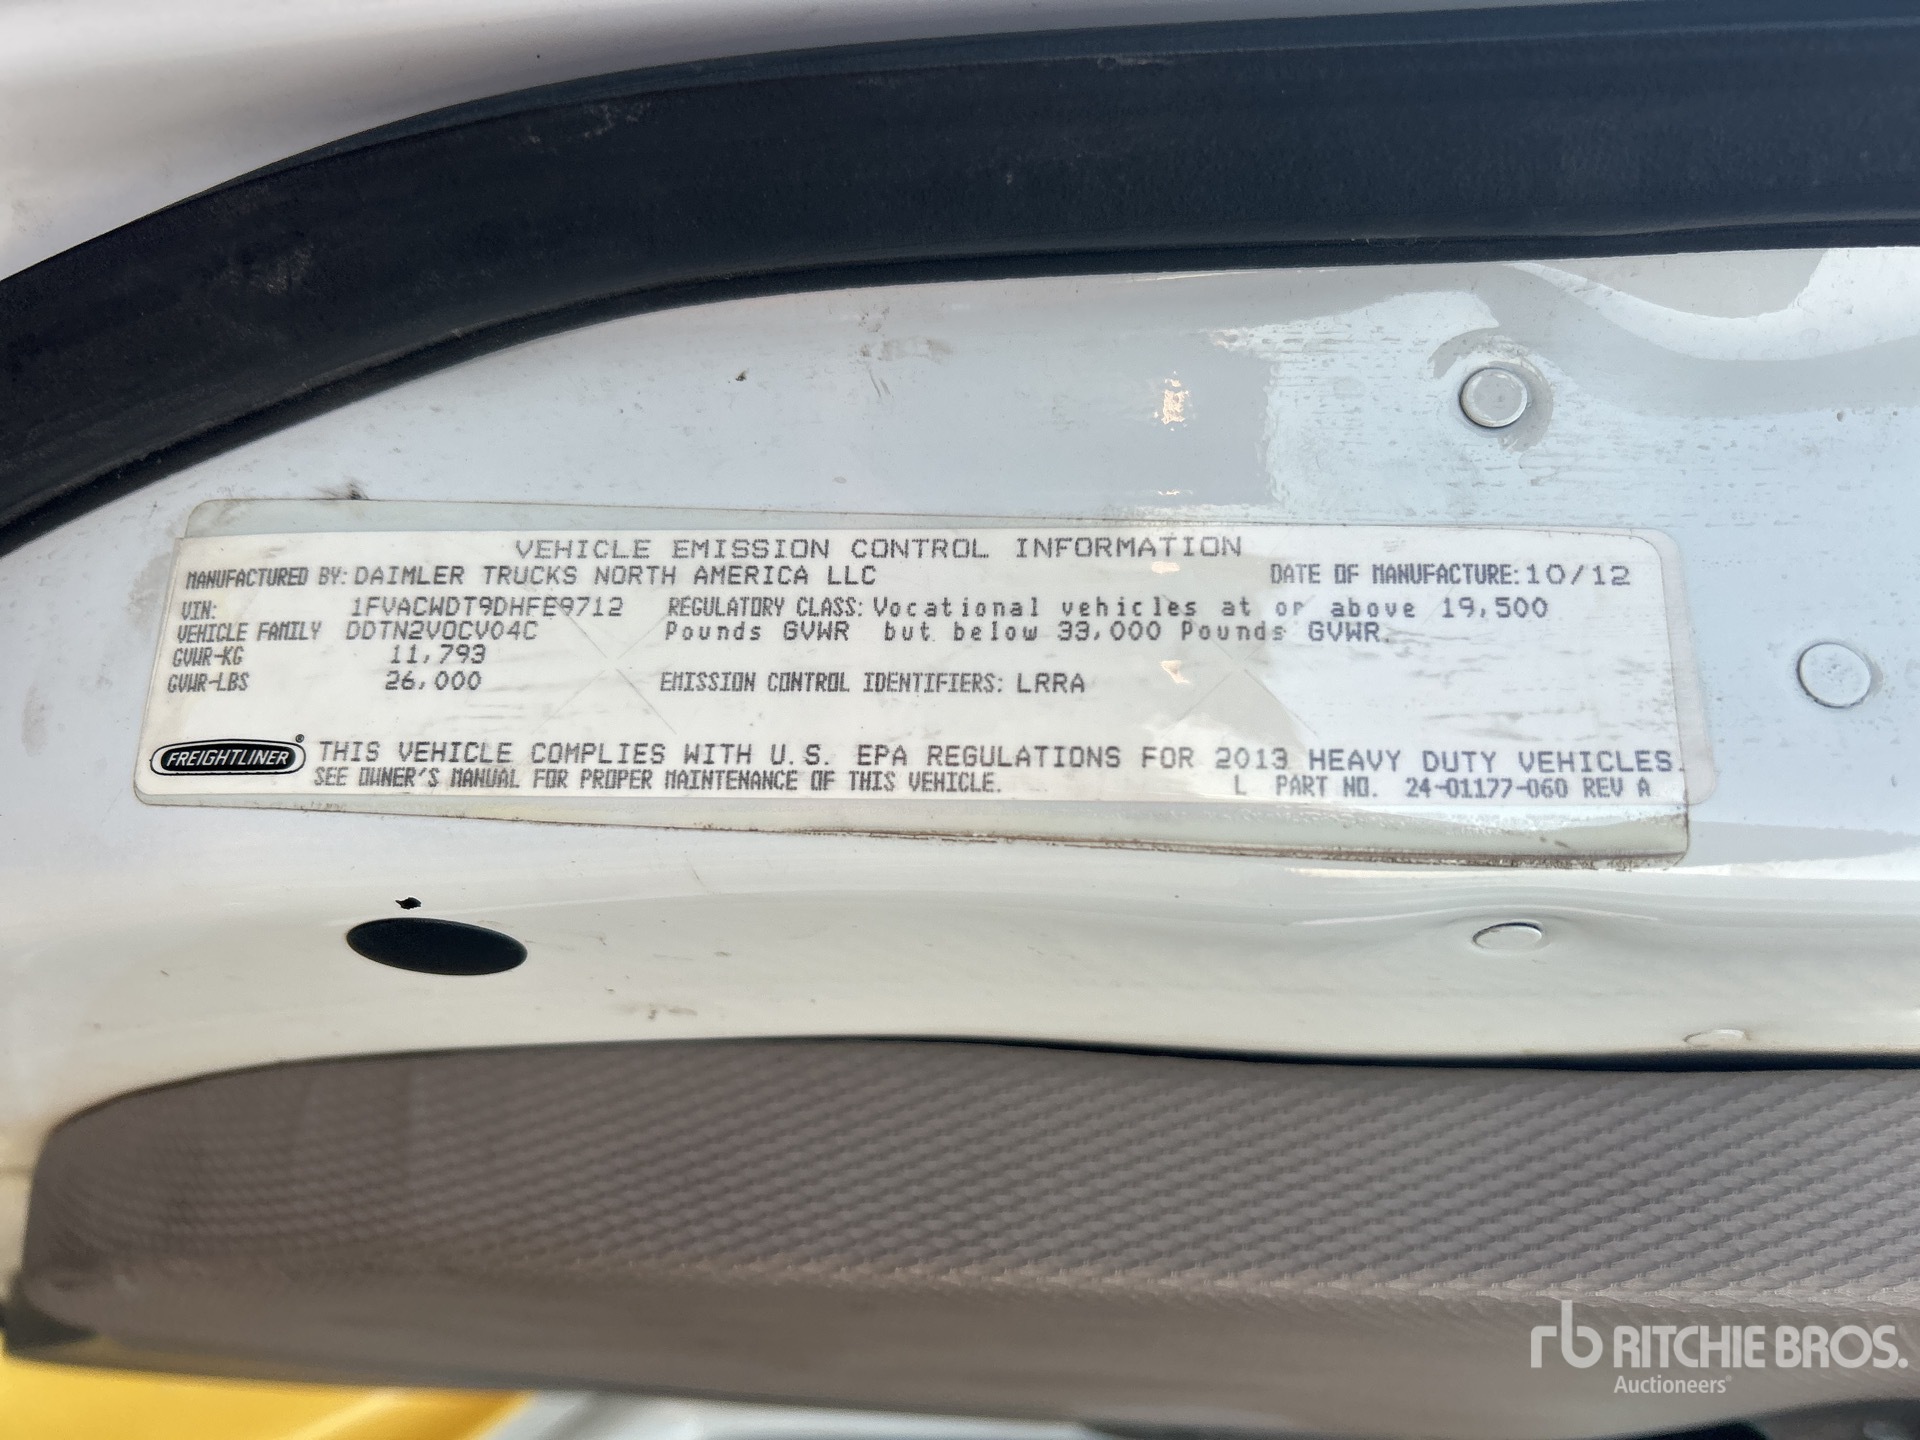 VEHICLE EMISSION CONTROL INFORMATION
MANUFACTURED BY: DAIMLER TRUCKS NORTH AMERICA LLC DATE OF MANUFACTURE: 10/12
VIN: 1FVACWDT9DHFE9712 REGULATORY CLASS: Vocational vehicles at or above 19,500
VEHICLE FAMILY DDTN2VOCV04C Pounds GVWR but below 33,000 Pounds GVWR.
GVWR-KG 11,793
GVWR-LBS 26,000 EMISSION CONTROL IDENTIFIERS: LRRA
FREIGHTLINER® THIS VEHICLE COMPLIES WITH U.S. EPA REGULATIONS FOR 2013 HEAVY DUTY VEHICLES.
SEE OWNER'S MANUAL FOR PROPER MAINTENANCE OF THIS VEHICLE. L PART NO. 24-01177-060 REV A
rb RITCHIE BROS.
Auctioneers®